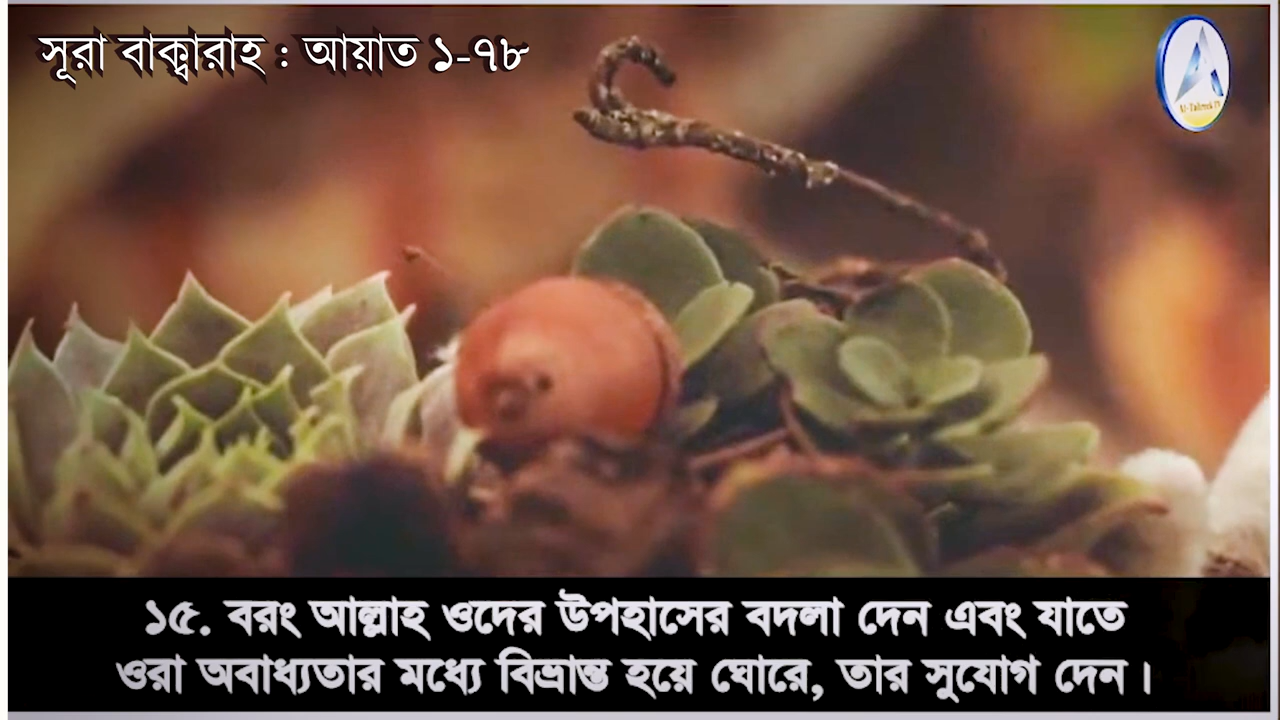 সূরা বাক্বারাহ : আয়াত ১-৭৮
১৫. বরং আল্লাহ ওদের উপহাসের বদলা দেন এবং যাতে
ওরা অবাধ্যতার মধ্যে বিভ্রান্ত হয়ে ঘোরে, তার সুযোগ দেন।